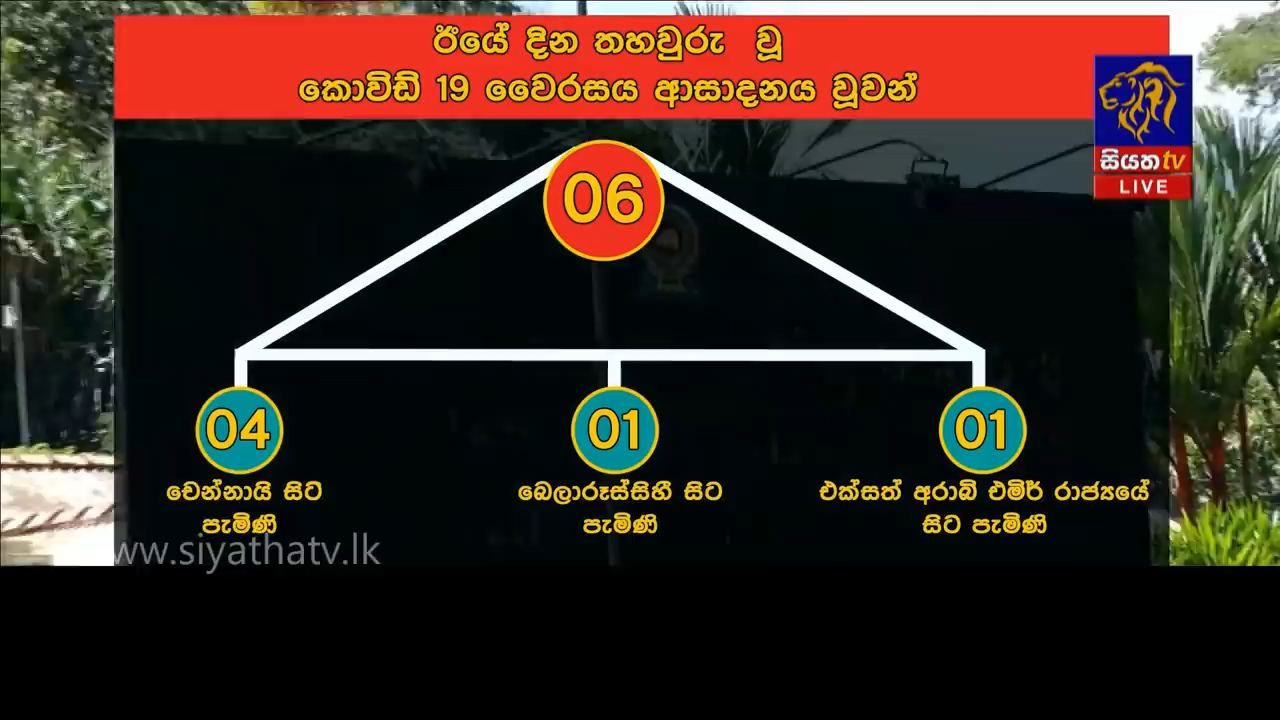 ඊයේ දින තහවුරු වූ
කොවිඩ් 19 වෛරසය ආසාදනය වූවන්
සියත tv
LIVE
06
04
01
01
චෙන්නායි සිට
පැමිණි
බෙලාරූස්සිහී සිට
පැමිණි
එක්සත් අරාබි එමිර් රාජ්‍යයේ
සිට පැමිණි
ww.siyathatv.lk